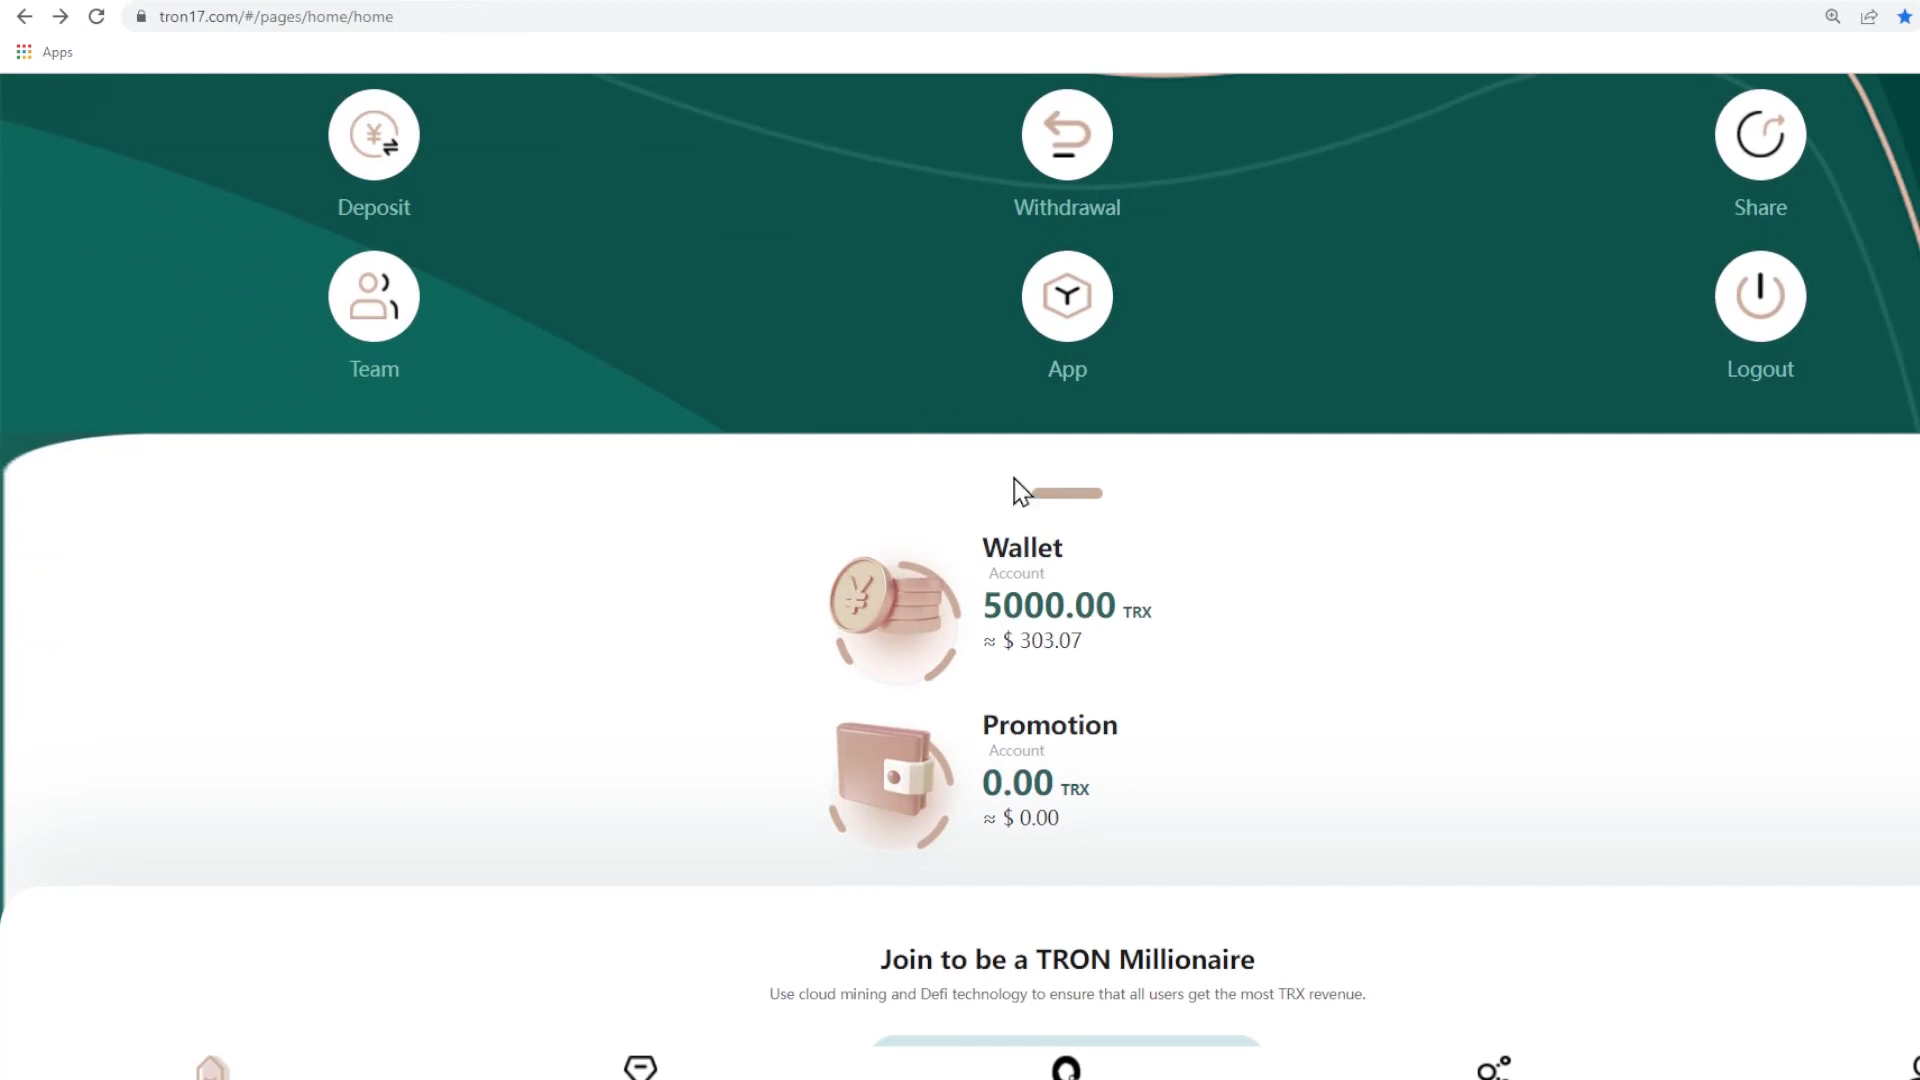 tron17.com/#/pages/home/home
Apps
Deposit
Withdrawal
Share
Team
App
Logout
Wallet
Account
5000.00 TRX
≈ $ 303.07
Promotion
Account
0.00 TRX
≈ $ 0.00
Join to be a TRON Millionaire
Use cloud mining and Defi technology to ensure that all users get the most TRX revenue.